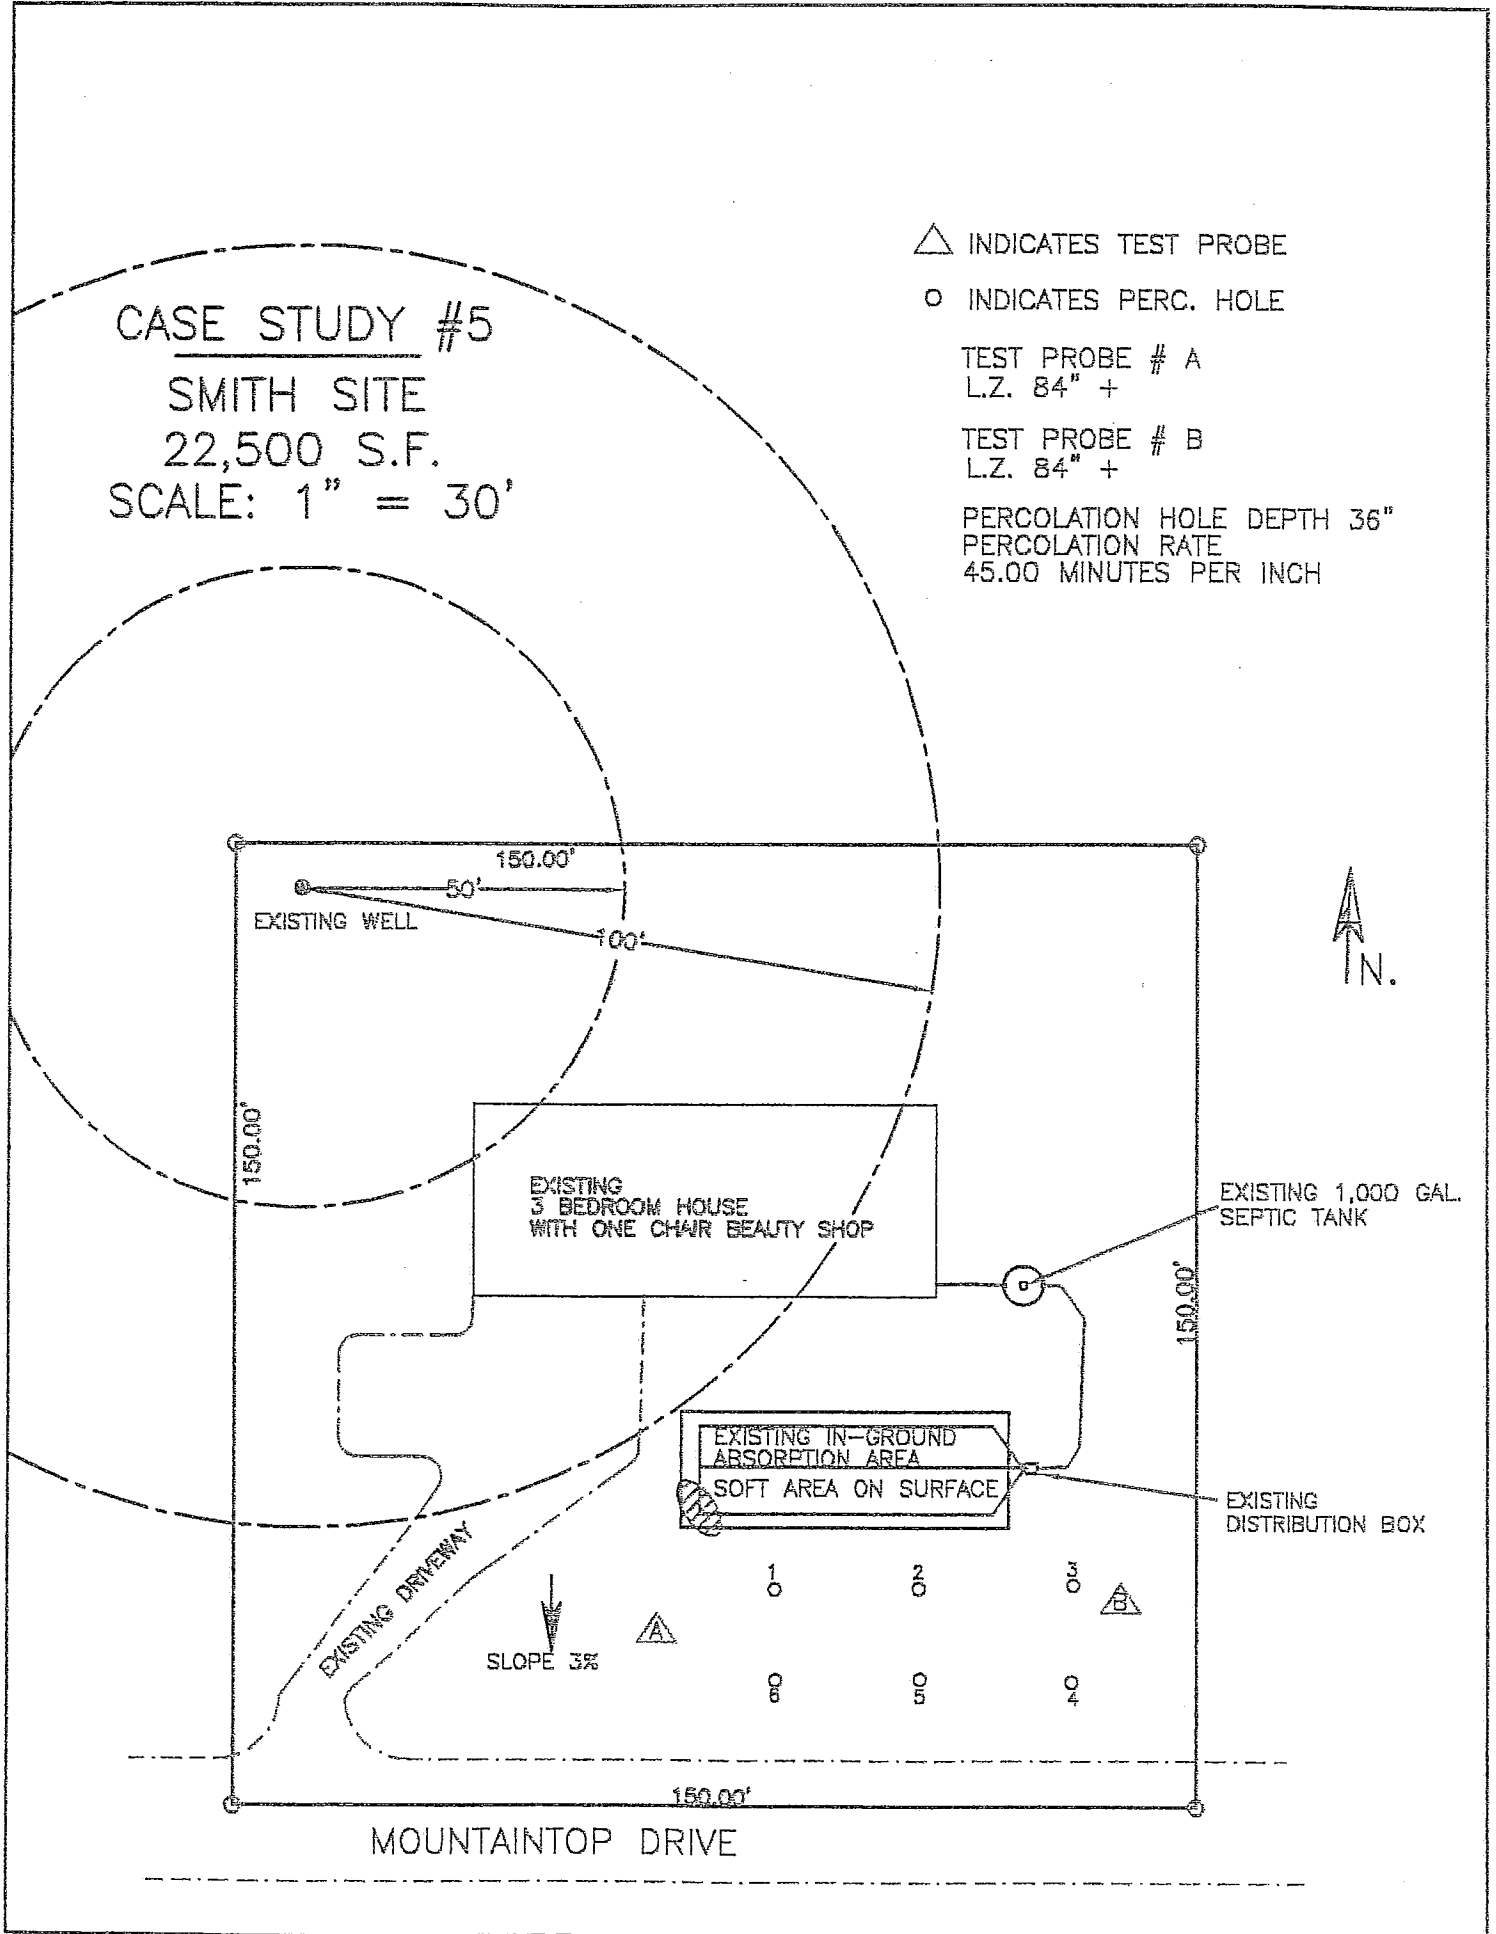 CASE STUDY #5
SMITH SITE
22,500 S.F.
SCALE: 1" = 30'
INDICATES TEST PROBE
INDICATES PERC. HOLE
TEST PROBE # A
L.Z. 84" +
TEST PROBE # B
L.Z. 84" +
PERCOLATION HOLE DEPTH 36"
PERCOLATION RATE
45.00 MINUTES PER INCH
150.00'
50'
EXISTING WELL
100'
N.
150.00'
EXISTING
3 BEDROOM HOUSE
WITH ONE CHAIR BEAUTY SHOP
EXISTING 1,000 GAL.
SEPTIC TANK
150.00'
EXISTING IN-GROUND
ABSORPTION AREA
SOFT AREA ON SURFACE
EXISTING
DISTRIBUTION BOX
EXISTING DRIVEWAY
1
2
3
A
B
SLOPE 3%
6
5
4
150.00'
MOUNTAINTOP DRIVE